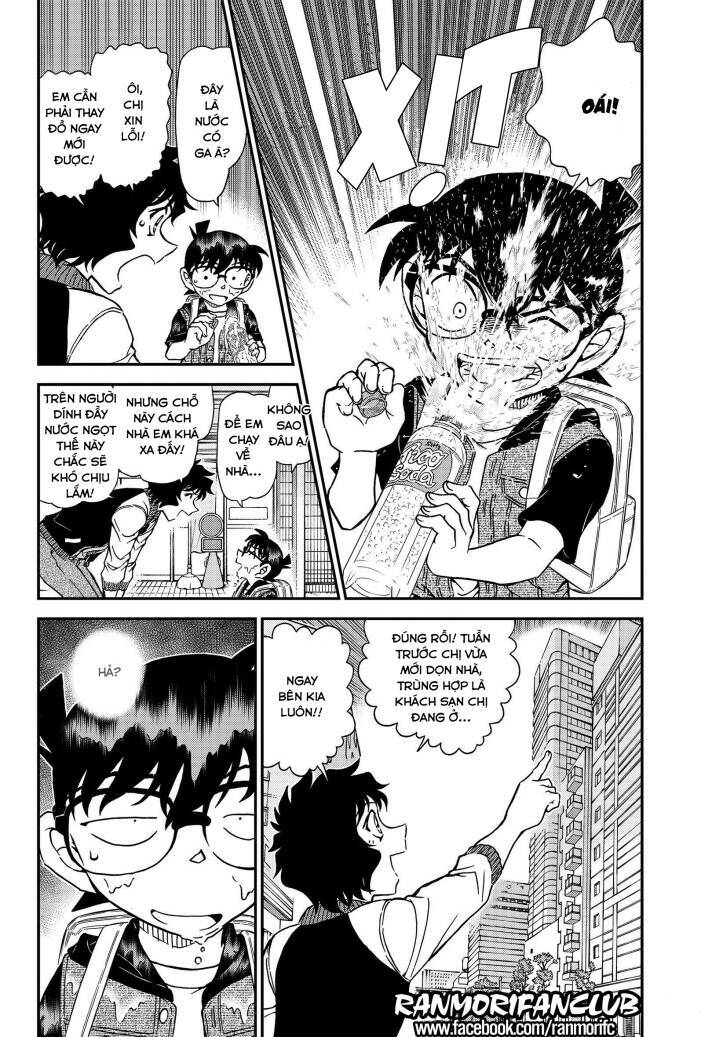 OÁI!
XỊT
NGO
SODA
ĐÂY
LÀ
NƯỚC
CÓ
GA À?
ÔI,
CHỊ
XIN
LỖI!
EM CẦN
PHẢI THAY
ĐỒ NGAY
MỚI
ĐƯỢC!
KHÔNG
SAO
ĐÂU Ạ!
ĐỂ EM
CHẠY
VỀ
NHÀ...
NHƯNG CHỖ
NÀY CÁCH
NHÀ EM KHÁ
XA ĐẤY!
TRÊN NGƯỜI
DÍNH ĐẦY
NƯỚC NGỌT
THẾ NÀY
CHẮC SẼ
KHÓ CHỊU
LẮM!
ĐÚNG RỒI! TUẦN
TRƯỚC CHỊ VỪA
MỚI DỌN NHÀ,
TRÙNG HỢP LÀ
KHÁCH SẠN CHỊ
ĐANG Ở...
NGAY
BÊN KIA
LUÔN!!
HẢ?
RANMORIFANCLUB
www.facebook.com/ranmorifc